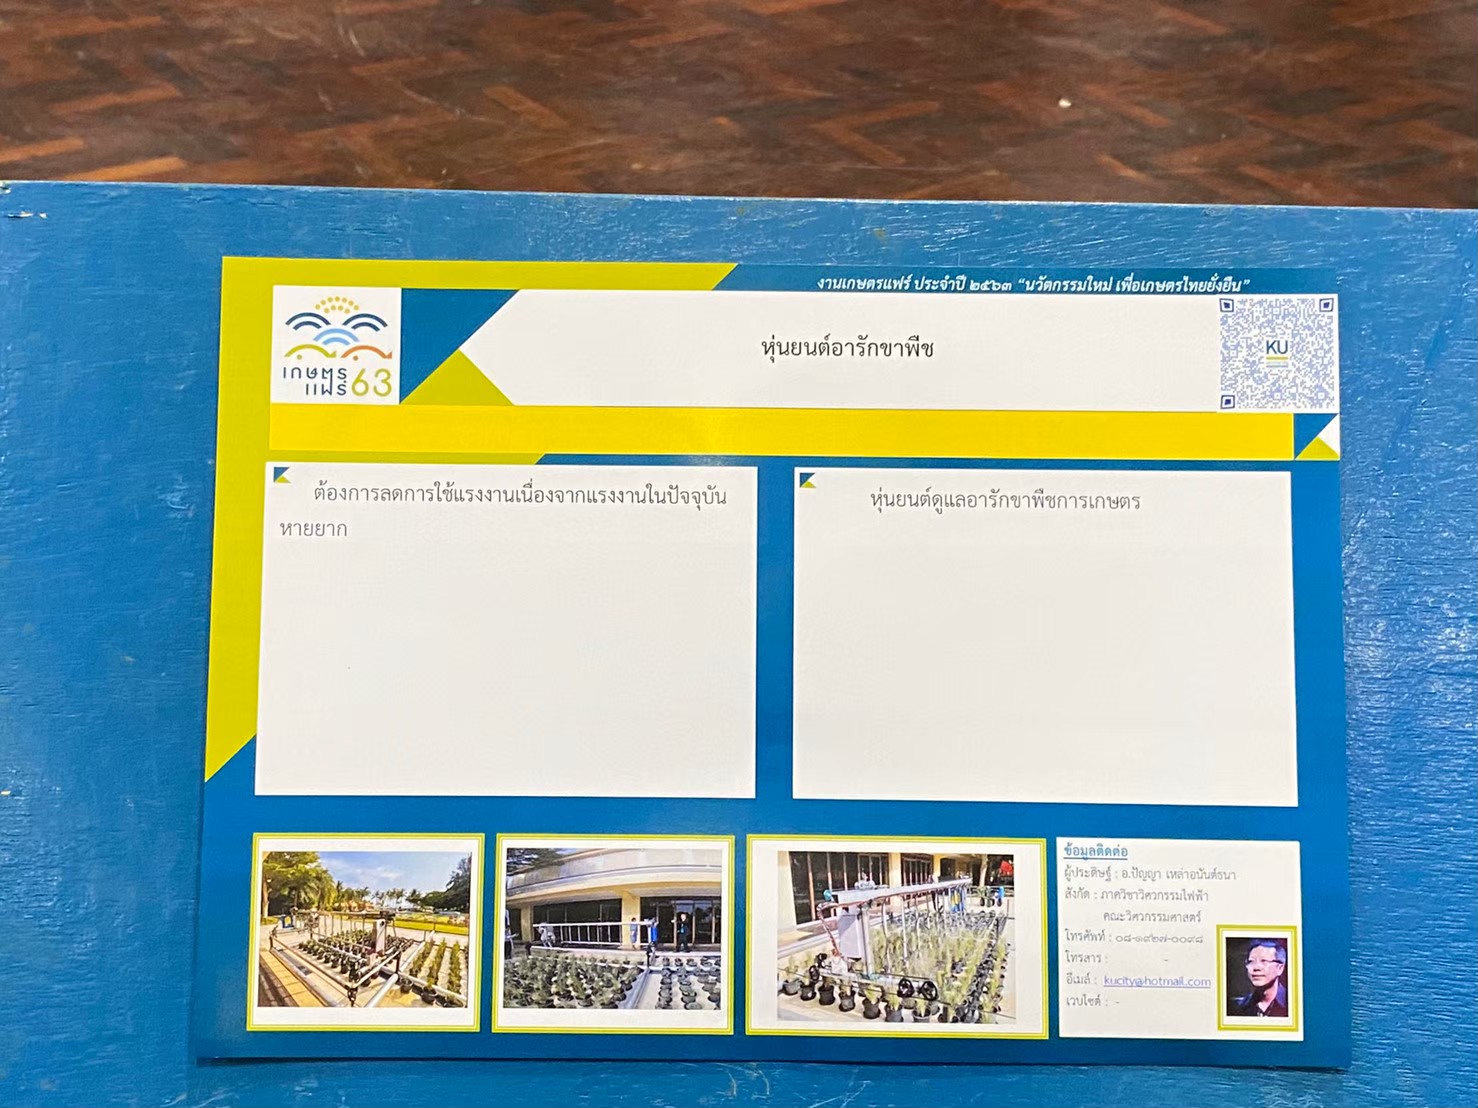 งานเกษตรแฟร์ ประจำปี ๒๕๖๓ “นวัตกรรมใหม่ เพื่อเกษตรไทยยั่งยืน”
เกษตร
แฟร์ 63
หุ่นยนต์อารักขาพืช
KU
ต้องการลดการใช้แรงงานเนื่องจากแรงงานในปัจจุบัน
หายยาก
หุ่นยนต์ดูแลอารักขาพืชการเกษตร
ข้อมูลติดต่อ
ผู้ประดิษฐ์ : อ.ปัญญา เหล่าอนันต์ธนา
สังกัด : ภาควิชาวิศวกรรมไฟฟ้า
คณะวิศวกรรมศาสตร์
โทรศัพท์ : ๐๘-๑๙๒๗-๐๐๙๘
โทรสาร : -
อีเมล์ : kucity@hotmail.com
เวบไซต์ : -